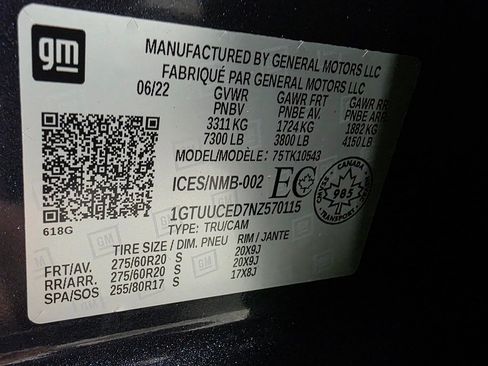 gm
MANUFACTURED BY GENERAL MOTORS LLC
FABRIQUÉ PAR GENERAL MOTORS LLC
06/22 GVWR GAWR FRT GAWR RR
PNBV PNBE AV. PNBE ARR.
3311 KG 1724 KG 1882 KG
7300 LB 3800 LB 4150 LB
MODEL/MODÈLE: 75TK10543
ICES/NMB-002 EC
CANADA
985
TRANSPORT
1GTUUCED7NZ570115
618G
TYPE: TRU/CAM
TIRE SIZE / DIM. PNEU RIM / JANTE
FRT/AV. 275/60R20 S 20X9J
RR/ARR. 275/60R20 S 20X9J
SPA/SOS 255/80R17 S 17X8J